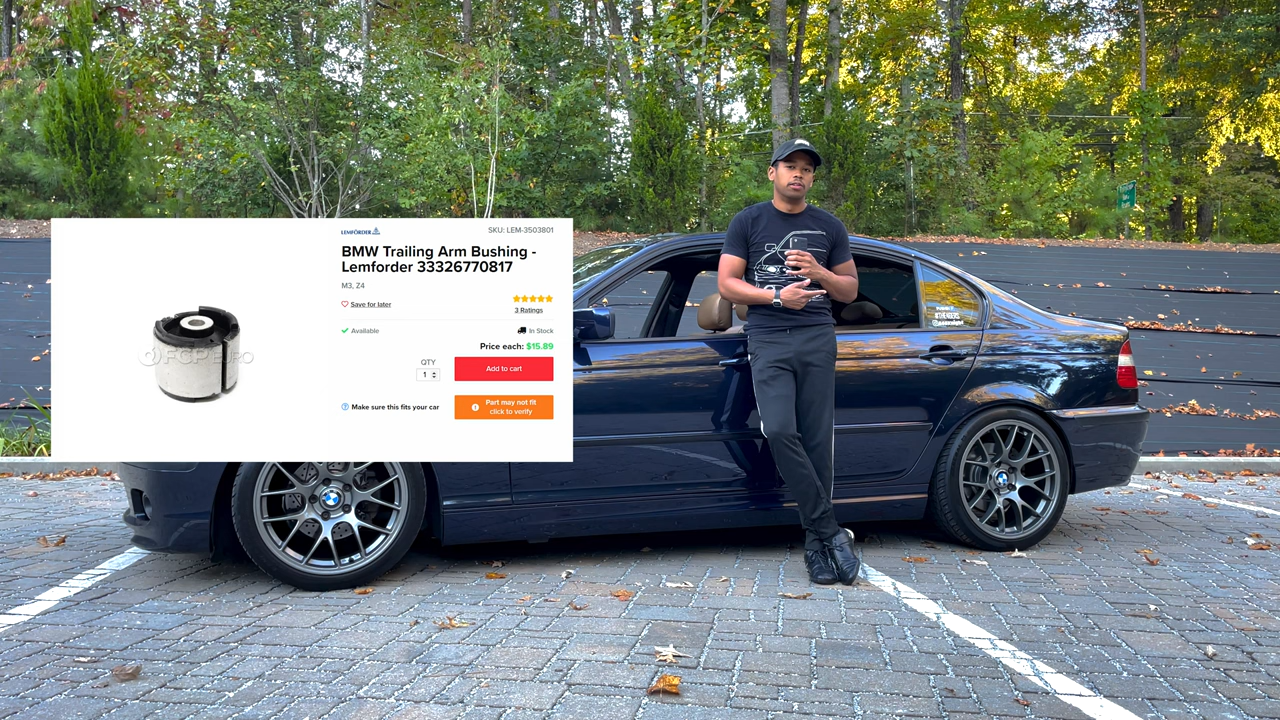 LEMFÖRDER
SKU: LEM-3503801
BMW Trailing Arm Bushing -
Lemforder 33326770817
M3, Z4
Save for later
3 Ratings
Available
In Stock
Price each: $15.89
QTY
1
Add to cart
Make sure this fits your car
Part may not fit
click to verify
FCP EURO